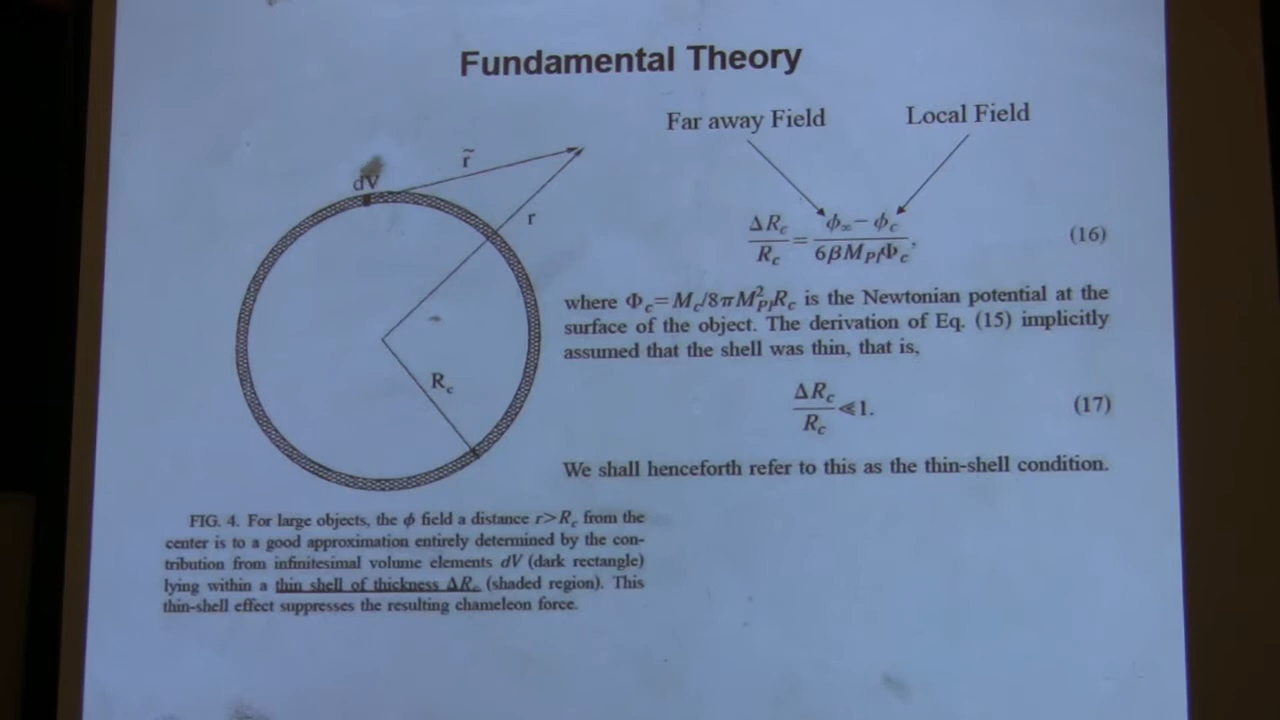 Fundamental Theory
Far away Field
Local Field
dV
r̃
r
R_c
ΔR_c / R_c = (ϕ_∞ − ϕ_c) / (6βM_Pl Φ_c), (16)
where Φ_c=M_c/8πM²_Pl R_c is the Newtonian potential at the
surface of the object. The derivation of Eq. (15) implicitly
assumed that the shell was thin, that is,
ΔR_c / R_c ≪1. (17)
We shall henceforth refer to this as the thin-shell condition.
FIG. 4. For large objects, the ϕ field a distance r>R_c from the
center is to a good approximation entirely determined by the con-
tribution from infinitesimal volume elements dV (dark rectangle)
lying within a thin shell of thickness ΔR_c (shaded region). This
thin-shell effect suppresses the resulting chameleon force.